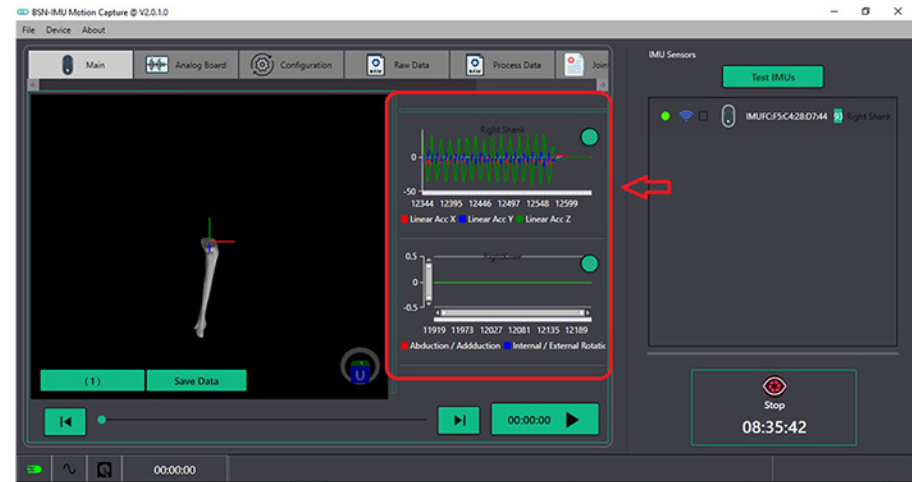 BSN-IMU Motion Capture @ V2.0.1.0
File Device About
Main Analog Board Configuration Raw Data Process Data Join
IMU Sensors
Test IMUs
IMUFC:F5:C4:28:D7:44 93 Right Shank
Right Shank
0
-50
12344 12395 12446 12497 12548 12599
Linear Acc X Linear Acc Y Linear Acc Z
RightKnee
0.5
0
-0.5
11919 11973 12027 12081 12135 12189
Abduction / Addduction Internal / External Rotatic
U
(1) Save Data
00:00:00
Stop
08:35:42
00:00:00